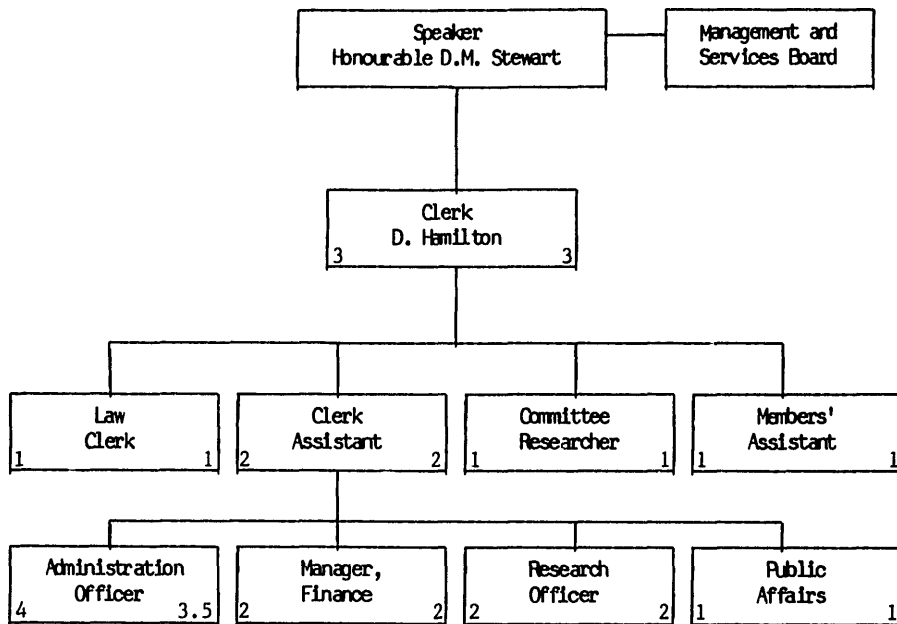 Speaker
Honourable D.M. Stewart
Management and
Services Board
Clerk
D. Hamilton
3 3
Law
Clerk
1 1
Clerk
Assistant
2 2
Committee
Researcher
1 1
Members'
Assistant
1 1
Administration
Officer
4 3.5
Manager,
Finance
2 2
Research
Officer
2 2
Public
Affairs
1 1